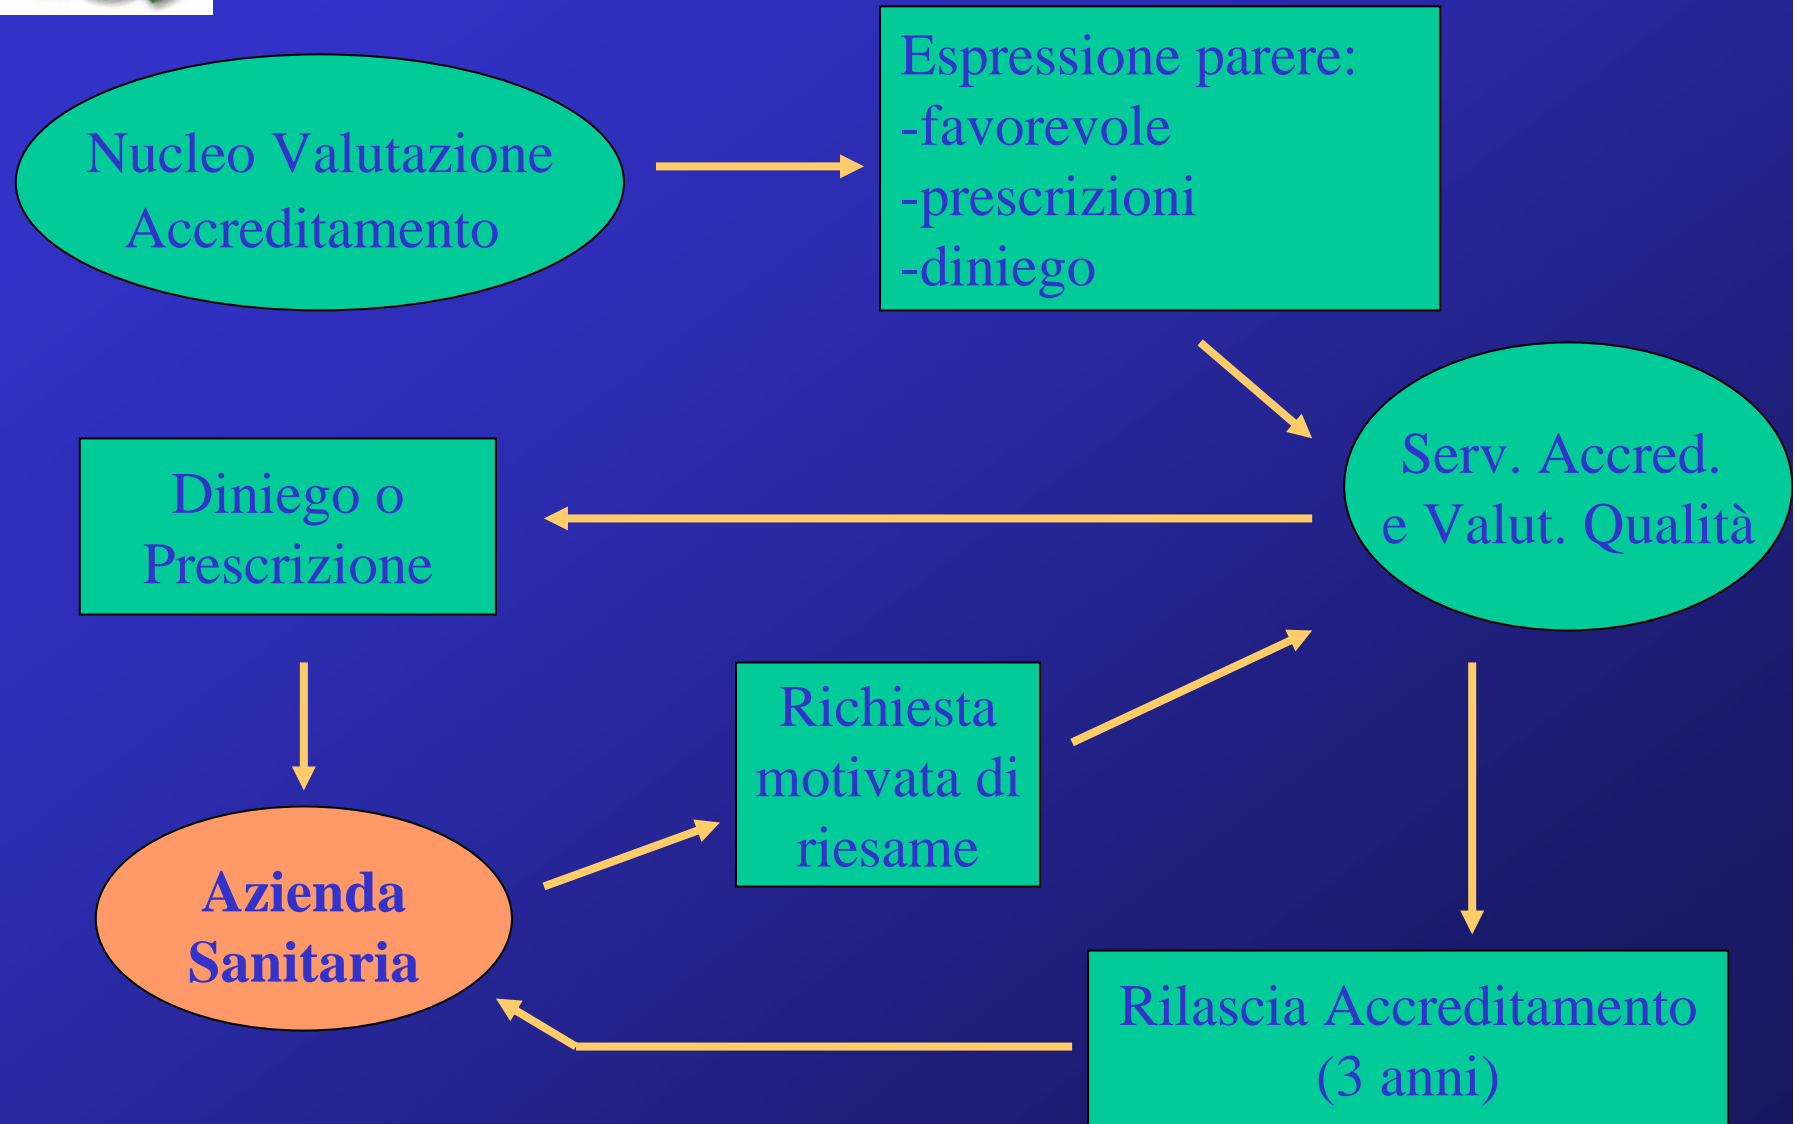 Nucleo Valutazione
Accreditamento
Espressione parere:
-favorevole
-prescrizioni
-diniego
Serv. Accred.
e Valut. Qualità
Diniego o
Prescrizione
Richiesta
motivata di
riesame
Azienda
Sanitaria
Rilascia Accreditamento
(3 anni)